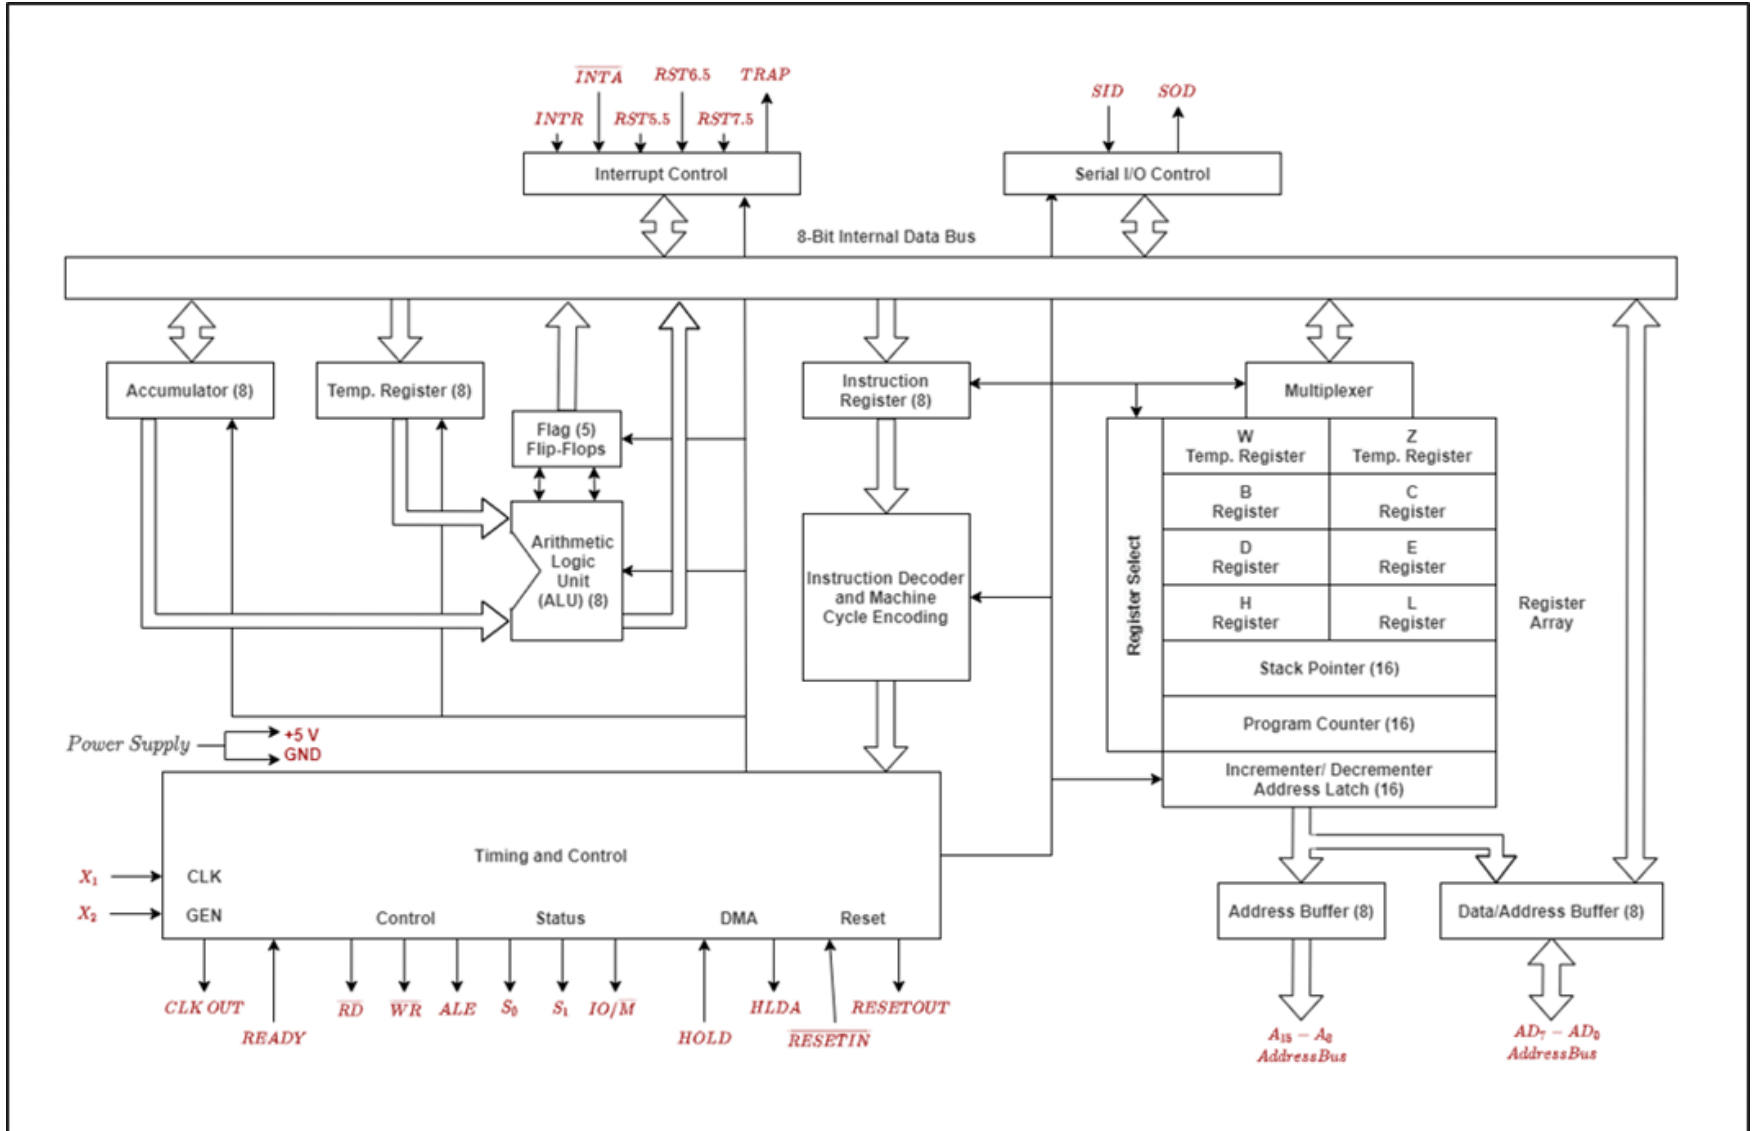 INTA RST6.5 TRAP
INTR RST5.5 RST7.5
SID SOD
Interrupt Control
Serial I/O Control
8-Bit Internal Data Bus
Accumulator (8)
Temp. Register (8)
Flag (5)
Flip-Flops
Arithmetic
Logic
Unit
(ALU) (8)
Instruction
Register (8)
Instruction Decoder
and Machine
Cycle Encoding
Multiplexer
Register Select
W
Temp. Register
Z
Temp. Register
B
Register
C
Register
D
Register
E
Register
H
Register
L
Register
Stack Pointer (16)
Program Counter (16)
Incrementer/ Decrementer
Address Latch (16)
Register
Array
Power Supply
+5 V
GND
Timing and Control
X₁
CLK
X₂
GEN
Control
Status
DMA
Reset
CLK OUT
READY
RD
WR
ALE
S₀
S₁
IO/M
HOLD
HLDA
RESETIN
RESETOUT
Address Buffer (8)
Data/Address Buffer (8)
A₁₅ − A₈
AddressBus
AD₇ − AD₀
AddressBus